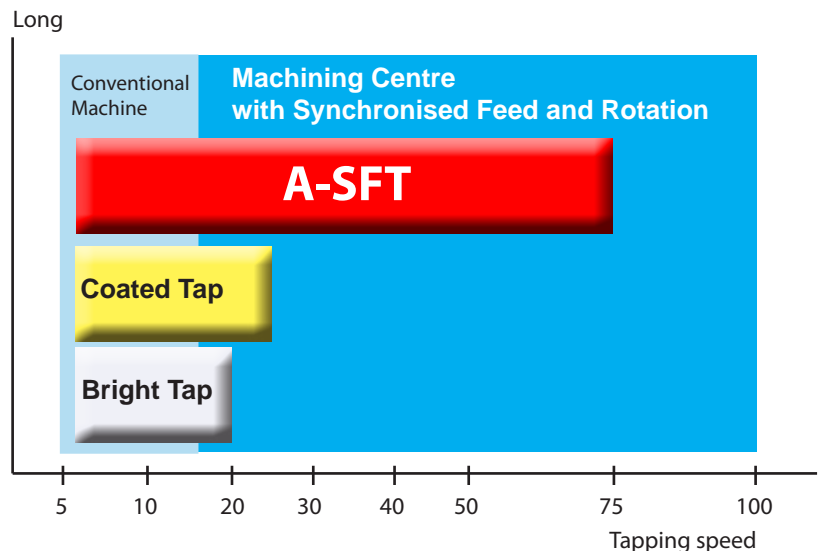 Long
Conventional
Machine
Machining Centre
with Synchronised Feed and Rotation
A-SFT
Coated Tap
Bright Tap
5 10 20 30 40 50 75 100
Tapping speed